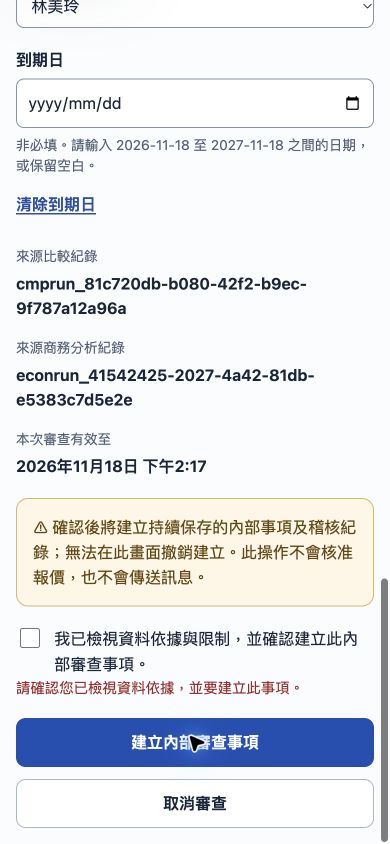 林美玲
到期日
yyyy/mm/dd
非必填。請輸入 2026-11-18 至 2027-11-18 之間的日期，
或保留空白。
清除到期日
來源比較紀錄
cmprun_81c720db-b080-42f2-b9ec-
9f787a12a96a
來源商務分析紀錄
econrun_41542425-2027-4a42-81db-
e5383c7d5e2e
本次審查有效至
2026年11月18日 下午2:17
⚠ 確認後將建立持續保存的內部事項及稽核紀
錄；無法在此畫面撤銷建立。此操作不會核准
報價，也不會傳送訊息。
我已檢視資料依據與限制，並確認建立此內
部審查事項。
請確認您已檢視資料依據，並要建立此事項。
建立內部審查事項
取消審查